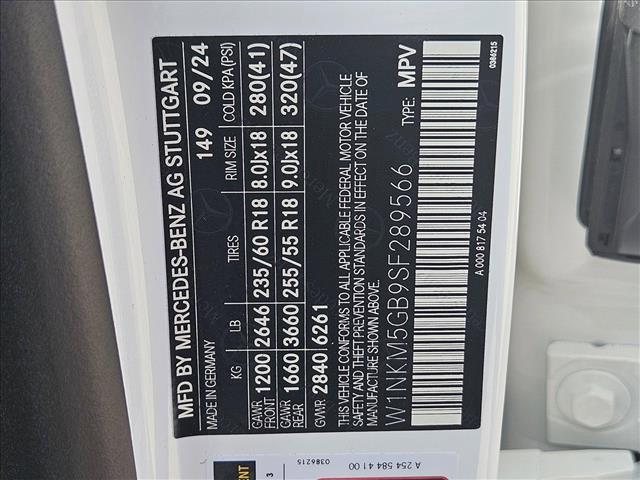 MFD BY MERCEDES-BENZ AG STUTTGART
MADE IN GERMANY 149 09/24
KG LB TIRES RIM SIZE COLD KPA(PSI)
GAWR FRONT 1200 2646 235/60 R18 8.0Jx18 280(41)
GAWR REAR 1660 3660 255/55 R18 9.0Jx18 320(47)
GVWR 2840 6261
THIS VEHICLE CONFORMS TO ALL APPLICABLE FEDERAL MOTOR VEHICLE
SAFETY AND THEFT PREVENTION STANDARDS IN EFFECT ON THE DATE OF
MANUFACTURE SHOWN ABOVE. TYPE: MPV
W1NKM5GB9SF289566
A 000 817 54 04
0386215
A 254 584 41 00
0386215